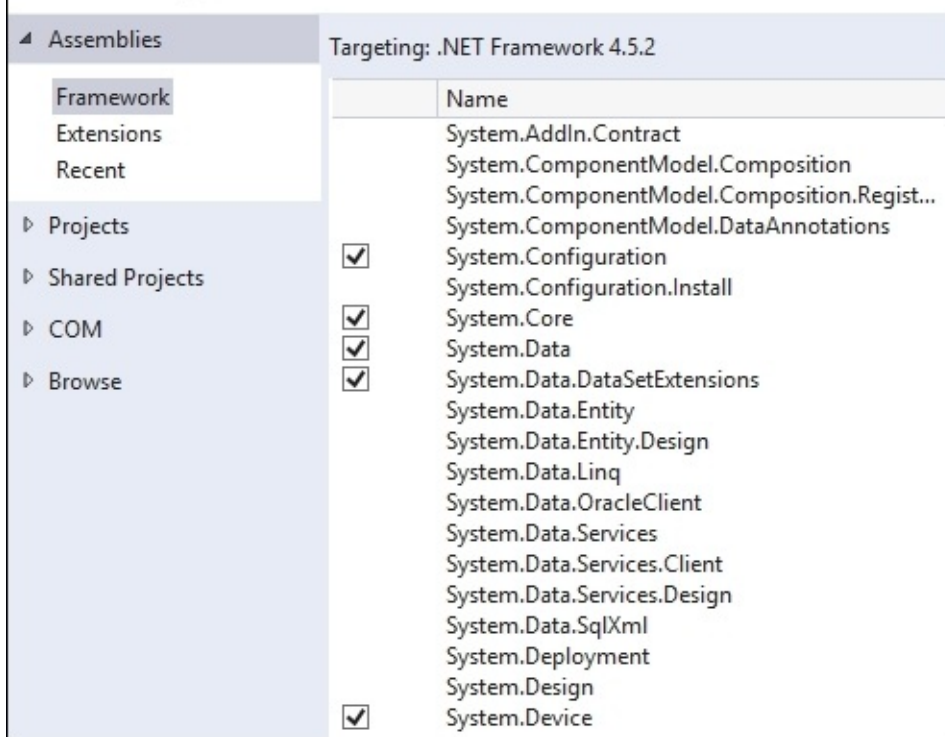 Assemblies
Framework
Extensions
Recent
Projects
Shared Projects
COM
Browse
Targeting: .NET Framework 4.5.2
Name
System.AddIn.Contract
System.ComponentModel.Composition
System.ComponentModel.Composition.Regist...
System.ComponentModel.DataAnnotations
System.Configuration
System.Configuration.Install
System.Core
System.Data
System.Data.DataSetExtensions
System.Data.Entity
System.Data.Entity.Design
System.Data.Linq
System.Data.OracleClient
System.Data.Services
System.Data.Services.Client
System.Data.Services.Design
System.Data.SqlXml
System.Deployment
System.Design
System.Device